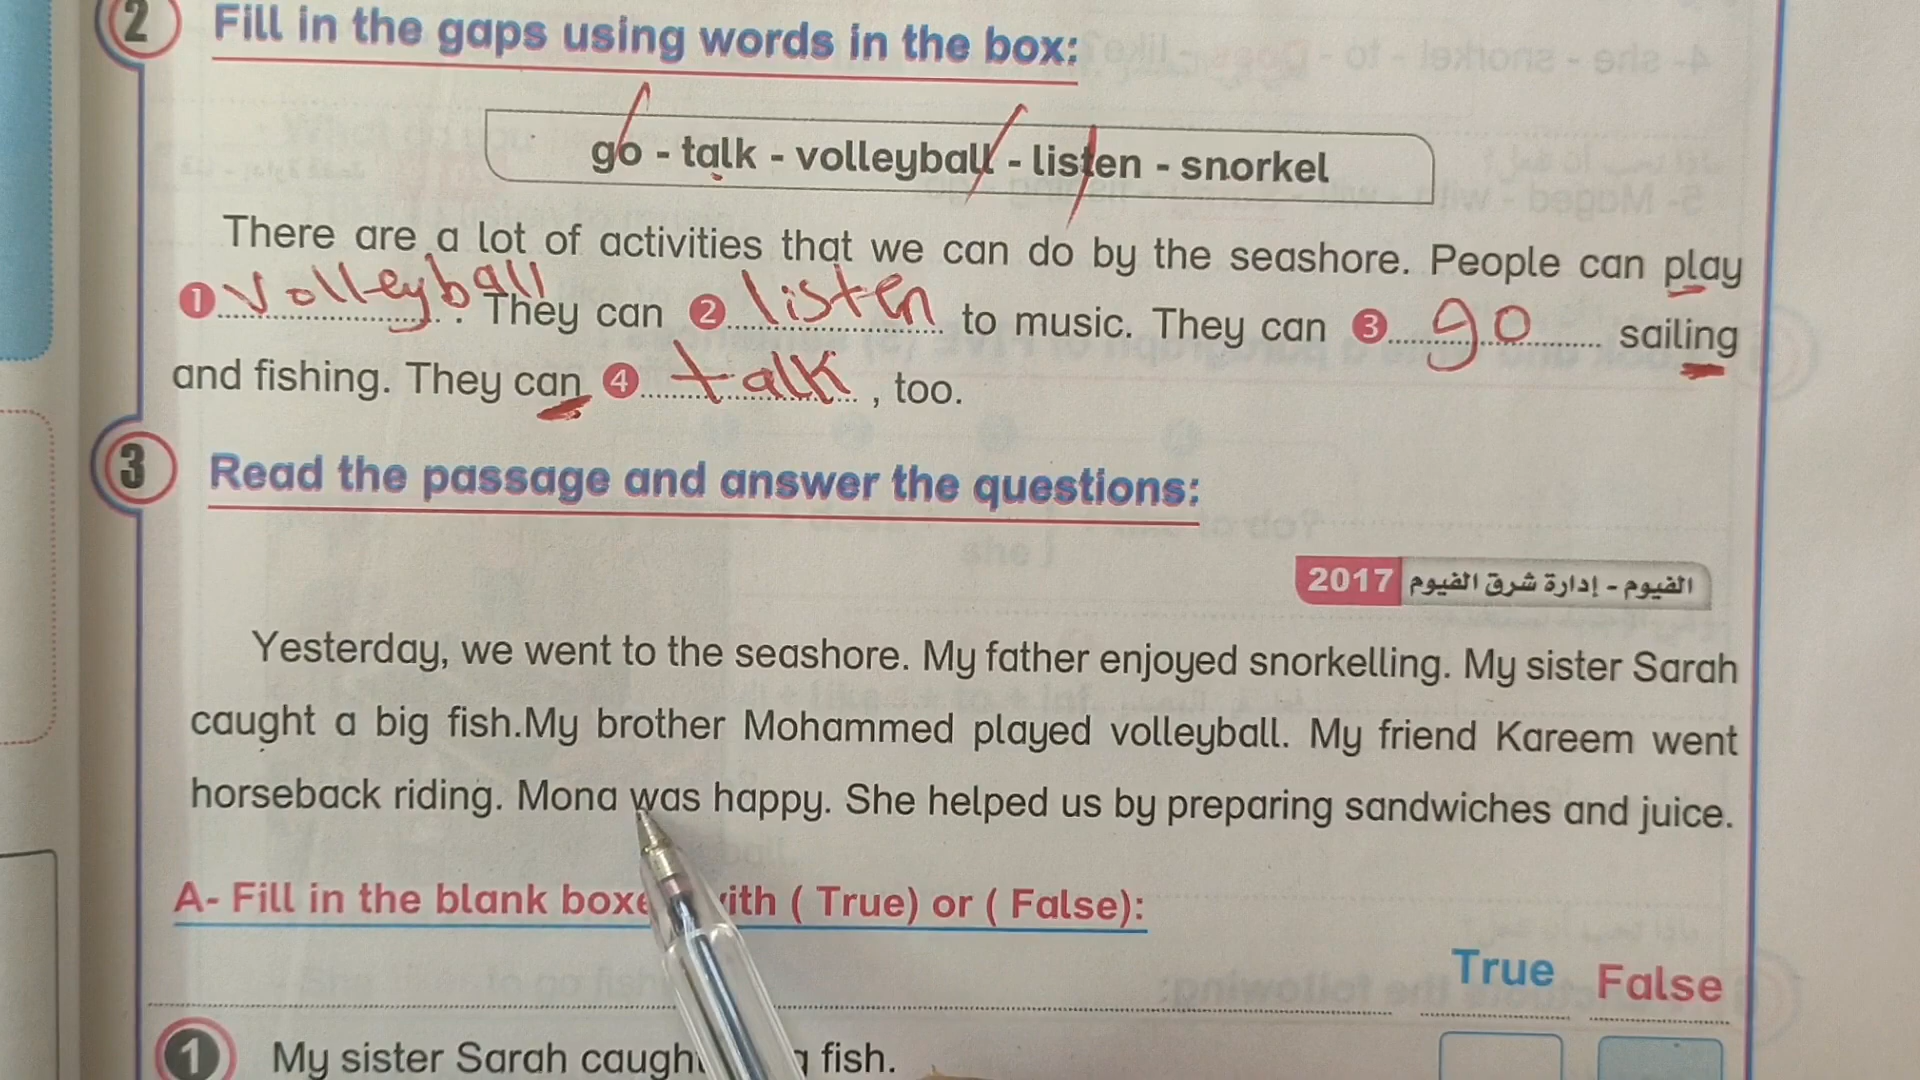 2 Fill in the gaps using words in the box:
go - talk - volleyball - listen - snorkel
There are a lot of activities that we can do by the seashore. People can play
1 volleyball . They can 2 listen to music. They can 3 go sailing
and fishing. They can 4 talk , too.
3 Read the passage and answer the questions:
الفيوم - إدارة شرق الفيوم 2017
Yesterday, we went to the seashore. My father enjoyed snorkelling. My sister Sarah
caught a big fish.My brother Mohammed played volleyball. My friend Kareem went
horseback riding. Mona was happy. She helped us by preparing sandwiches and juice.
A- Fill in the blank boxes with ( True) or ( False):
True False
1 My sister Sarah caught fish.